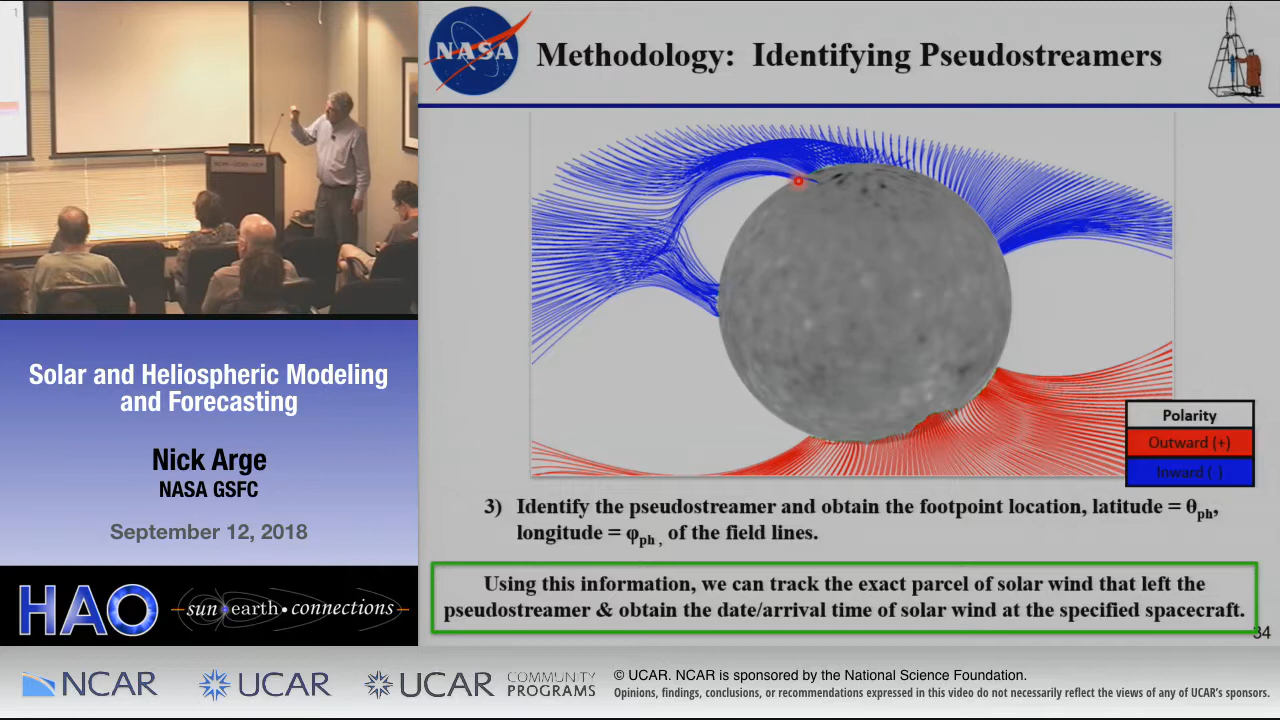 NASA
Methodology: Identifying Pseudostreamers
NCAR-UCAR-UCP
Polarity
Outward (+)
Inward (-)
3) Identify the pseudostreamer and obtain the footpoint location, latitude = θph,
longitude = φph , of the field lines.
Using this information, we can track the exact parcel of solar wind that left the
pseudostreamer & obtain the date/arrival time of solar wind at the specified spacecraft.
34
Solar and Heliospheric Modeling
and Forecasting
Nick Arge
NASA GSFC
September 12, 2018
HAO
sun•earth•connections
NCAR
UCAR
UCAR
COMMUNITY
PROGRAMS
© UCAR. NCAR is sponsored by the National Science Foundation.
Opinions, findings, conclusions, or recommendations expressed in this video do not necessarily reflect the views of any of UCAR's sponsors.